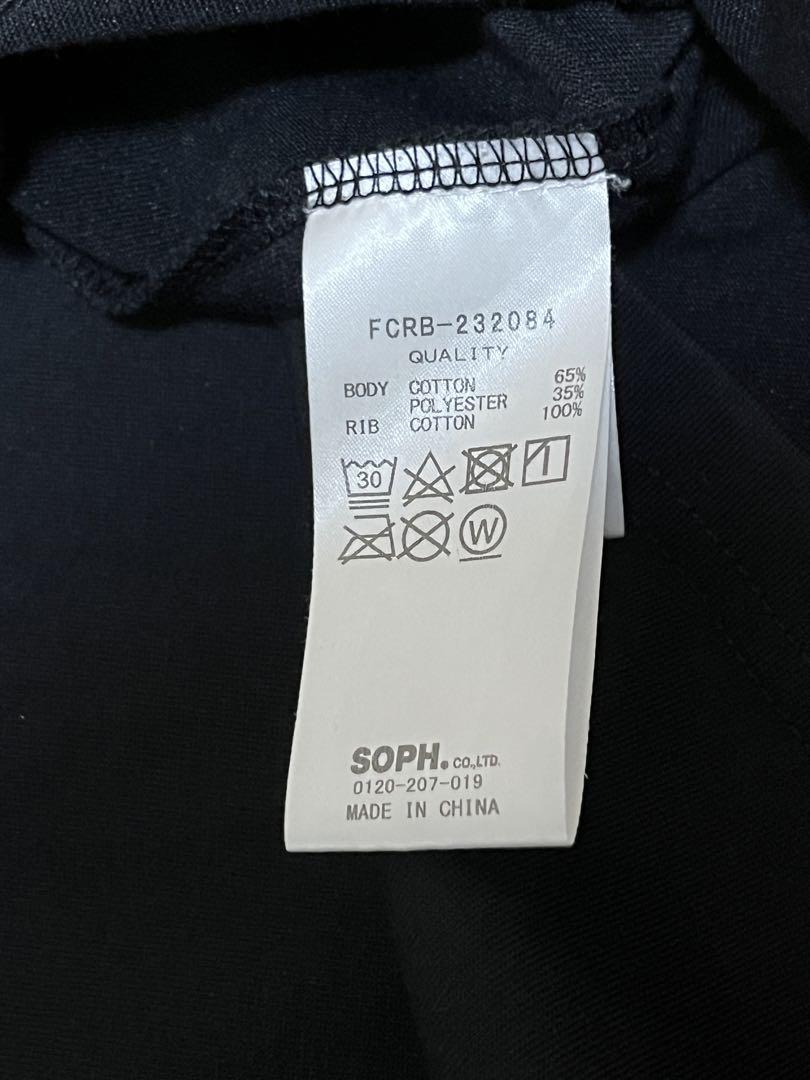 FCRB-232084
QUALITY
BODY COTTON 65%
POLYESTER 35%
RIB COTTON 100%
30
W
SOPH. CO.,LTD.
0120-207-019
MADE IN CHINA